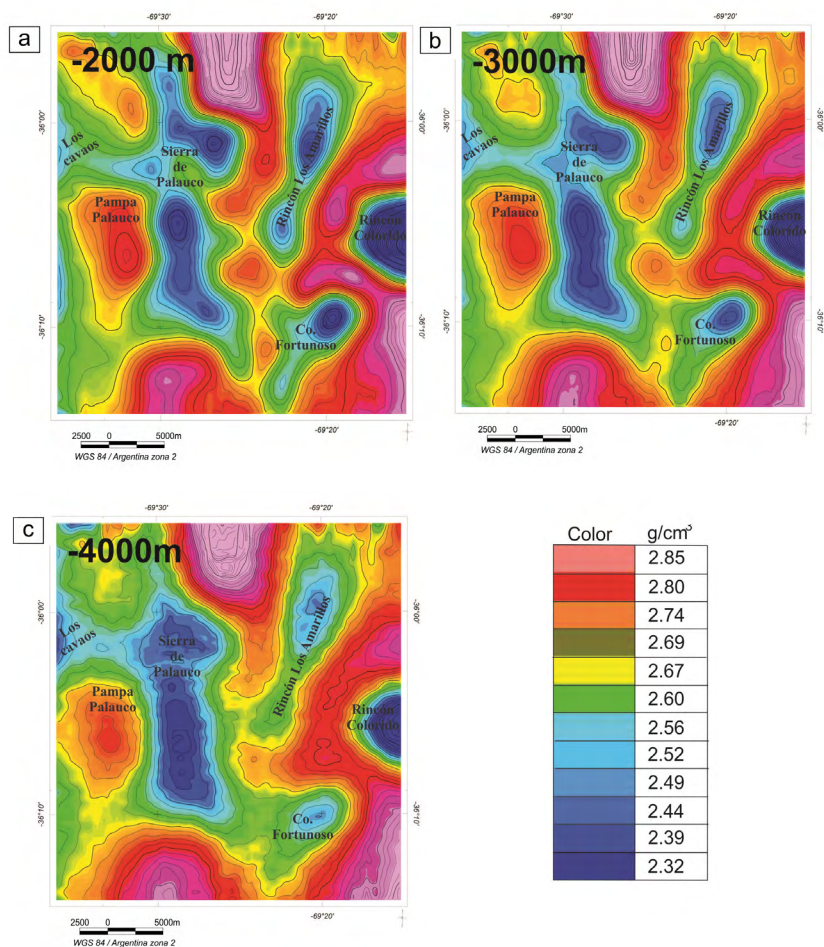 -69°30'
-69°20'
a
-2000 m
-36°00'
Los
cavaos
Sierra
de
Palauco
Rincón Los Amarillos
Pampa
Palauco
Rincón
Colorido
-36°10'
Co.
Fortunoso
-36°10'
-69°20'
2500 0 5000m
WGS 84 / Argentina zona 2
-69°30'
-69°20'
b
-3000m
-36°00'
-36°00'
Los
cavaos
Sierra
de
Palauco
Rincón Los Amarillos
Pampa
Palauco
Rincón
Colorido
-36°10'
Co.
Fortunoso
-36°10'
-69°20'
2500 0 5000m
WGS 84 / Argentina zona 2
-69°30'
-69°20'
c
-4000m
-36°00'
Los
cavaos
Sierra
de
Palauco
Rincón Los Amarillos
Pampa
Palauco
Rincón
Colorido
-36°10'
Co.
Fortunoso
-36°10'
-69°20'
2500 0 5000m
WGS 84 / Argentina zona 2
Color g/cm³
2.85
2.80
2.74
2.69
2.67
2.60
2.56
2.52
2.49
2.44
2.39
2.32